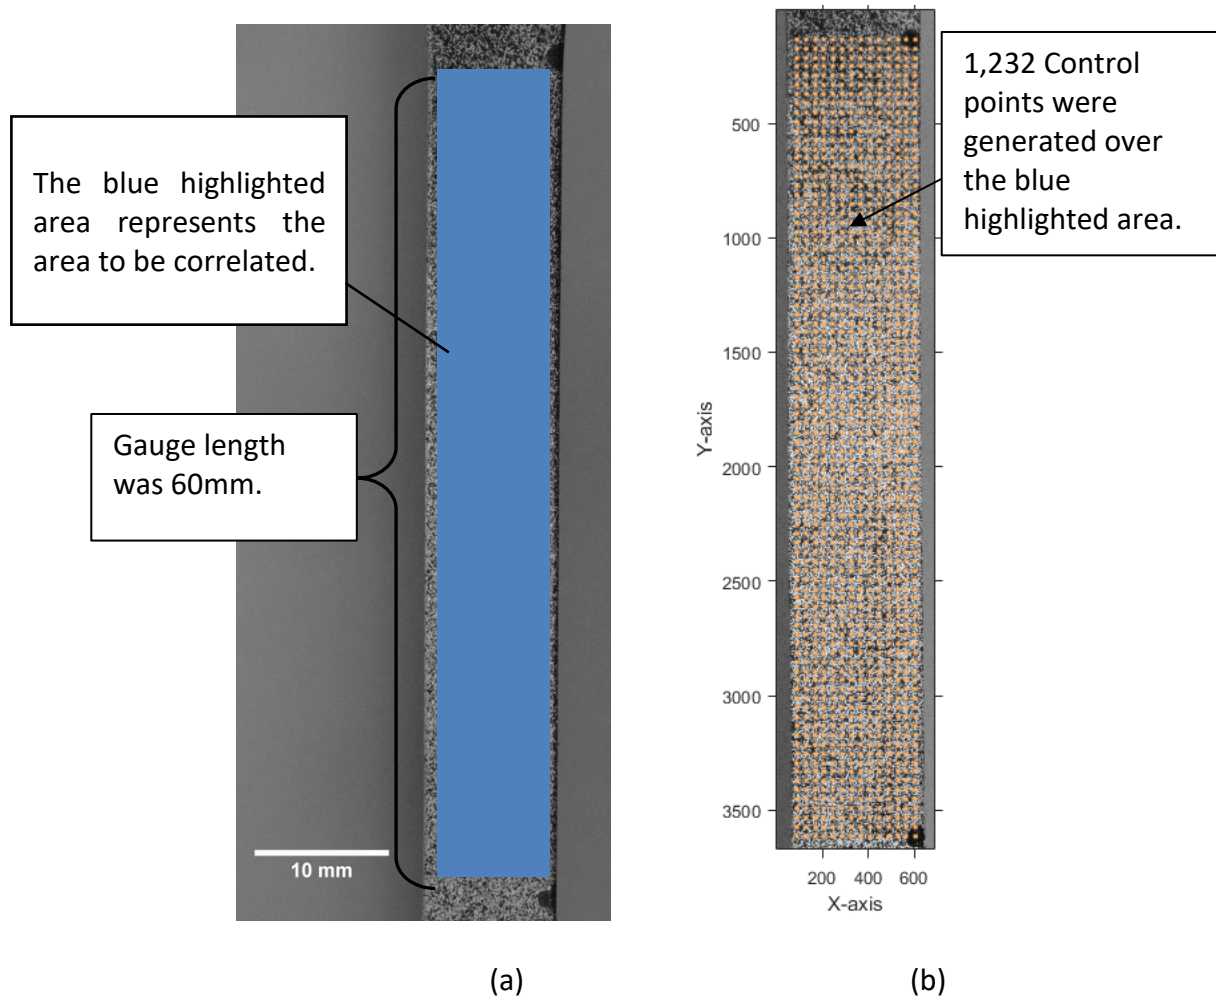 The blue highlighted
area represents the
area to be correlated.
Gauge length
was 60mm.
10 mm
(a)
1,232 Control
points were
generated over
the blue
highlighted area.
500
1000
1500
2000
2500
3000
3500
Y-axis
200 400 600
X-axis
(b)